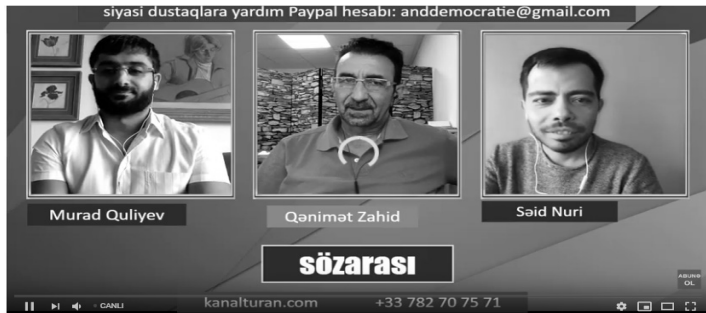 siyasi dustaqlara yardım Paypal hesabı: anddemocratie@gmail.com
Murad Quliyev
Qənimət Zahid
Səid Nuri
sözarası
ABUNƏ
OL
CANLI
kanalturan.com +33 782 70 75 71